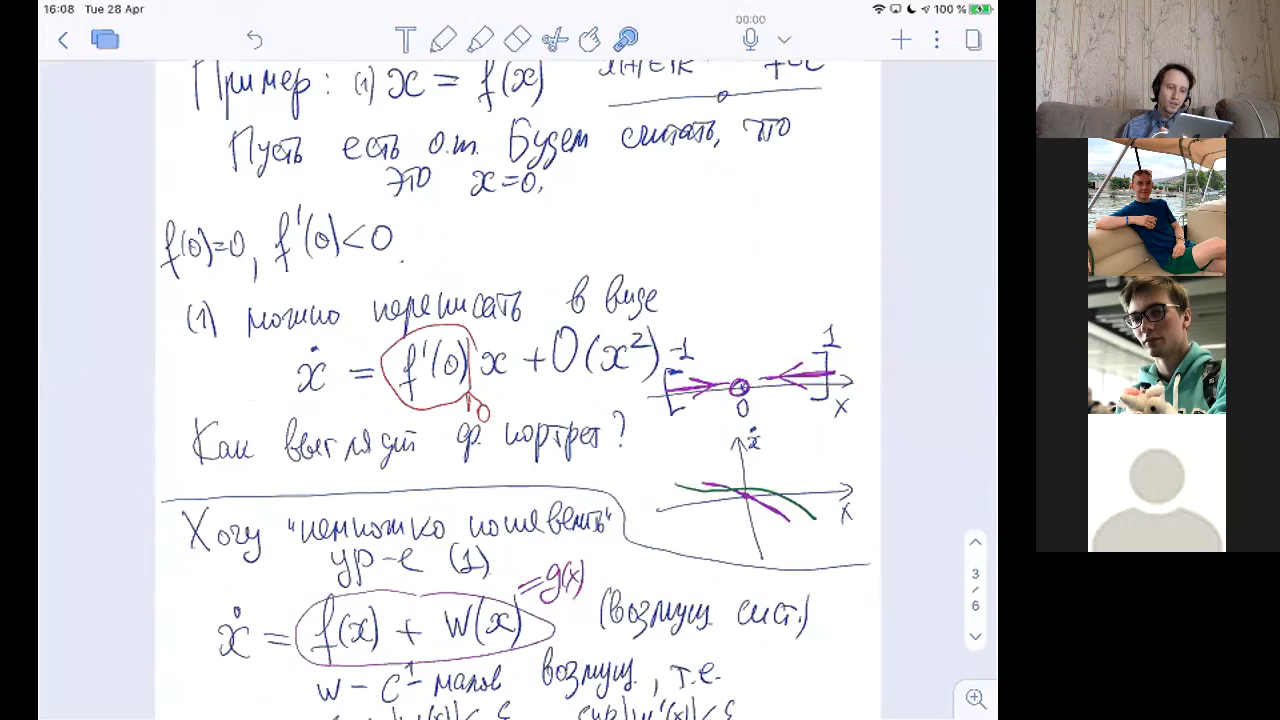 16:08 Tue 28 Apr
00:00
100 %
Пример: (1) ẋ = f(x)
Пусть есть о.т. Будем считать, что
это x=0.
f(0)=0, f'(0)<0.
(1) можно переписать в виде
ẋ = f'(0)x + O(x²)
0
-1
1
0
x
Как выглядит ф. портрет?
ẋ
x
Хочу "немножко пошевелить"
ур-е (1)
=g(x)
ẋ = f(x) + w(x) (возмущ. сист.)
w – C¹-малое возмущ., т.е.
3
/
6